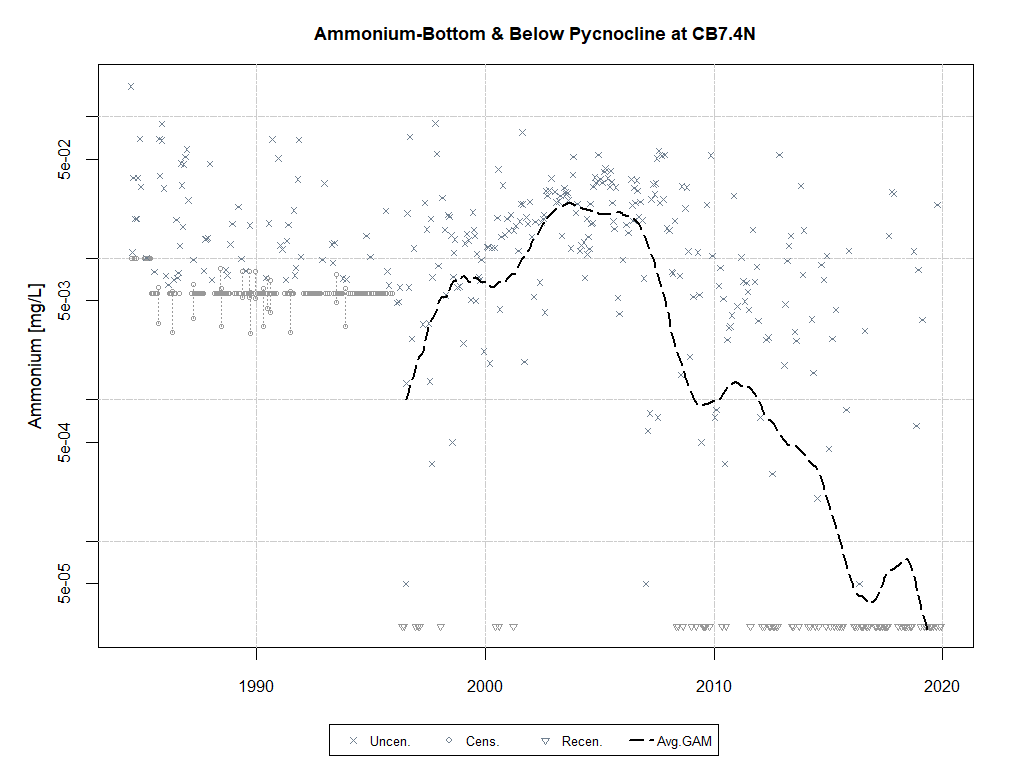 Ammonium-Bottom & Below Pycnocline at CB7.4N
Ammonium [mg/L]
5e-02
5e-03
5e-04
5e-05
1990 2000 2010 2020
Uncen. Cens. Recen. Avg.GAM